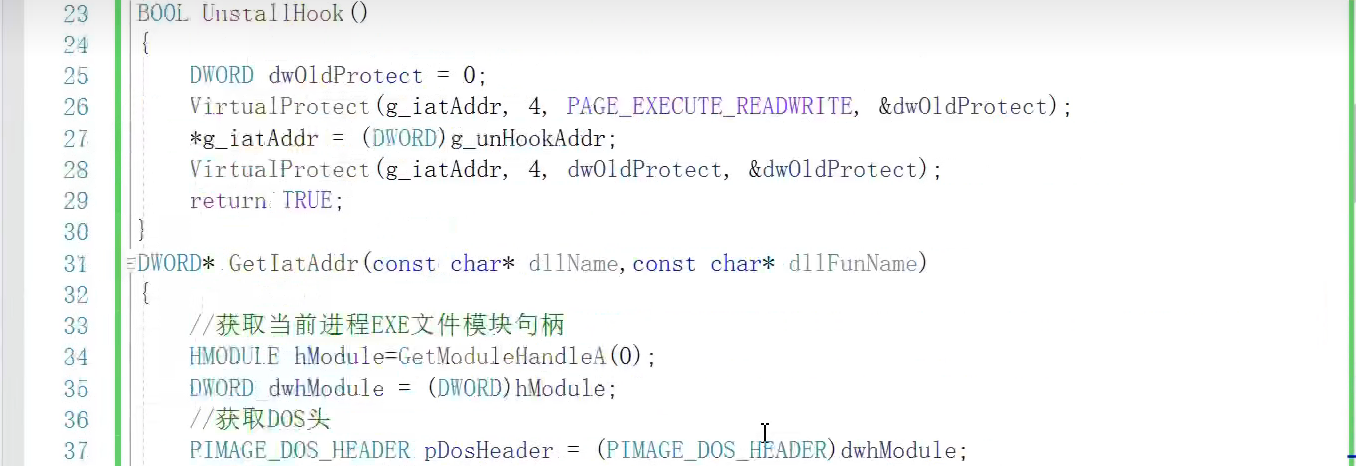 23 BOOL UnstallHook()
24 {
25 DWORD dwOldProtect = 0;
26 VirtualProtect(g_iatAddr, 4, PAGE_EXECUTE_READWRITE, &dwOldProtect);
27 *g_iatAddr = (DWORD)g_unHookAddr;
28 VirtualProtect(g_iatAddr, 4, dwOldProtect, &dwOldProtect);
29 return TRUE;
30 }
31 DWORD* GetIatAddr(const char* dllName,const char* dllFunName)
32 {
33 //获取当前进程EXE文件模块句柄
34 HMODULE hModule=GetModuleHandleA(0);
35 DWORD dwhModule = (DWORD)hModule;
36 //获取DOS头
37 PIMAGE_DOS_HEADER pDosHeader = (PIMAGE_DOS_HEADER)dwhModule;